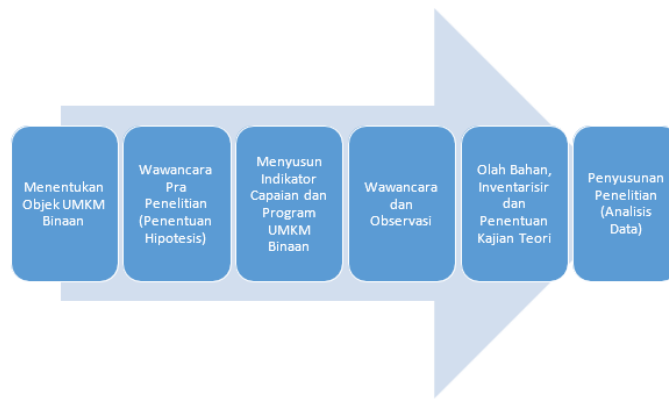 Menentukan
Objek UMKM
Binaan
Wawancara
Pra
Penelitian
(Penentuan
Hipotesis)
Menyusun
Indikator
Capaian dan
Program
UMKM
Binaan
Wawancara
dan
Observasi
Olah Bahan,
Inventarisir
dan
Penentuan
Kajian Teori
Penyusunan
Penelitian
(Analisis
Data)